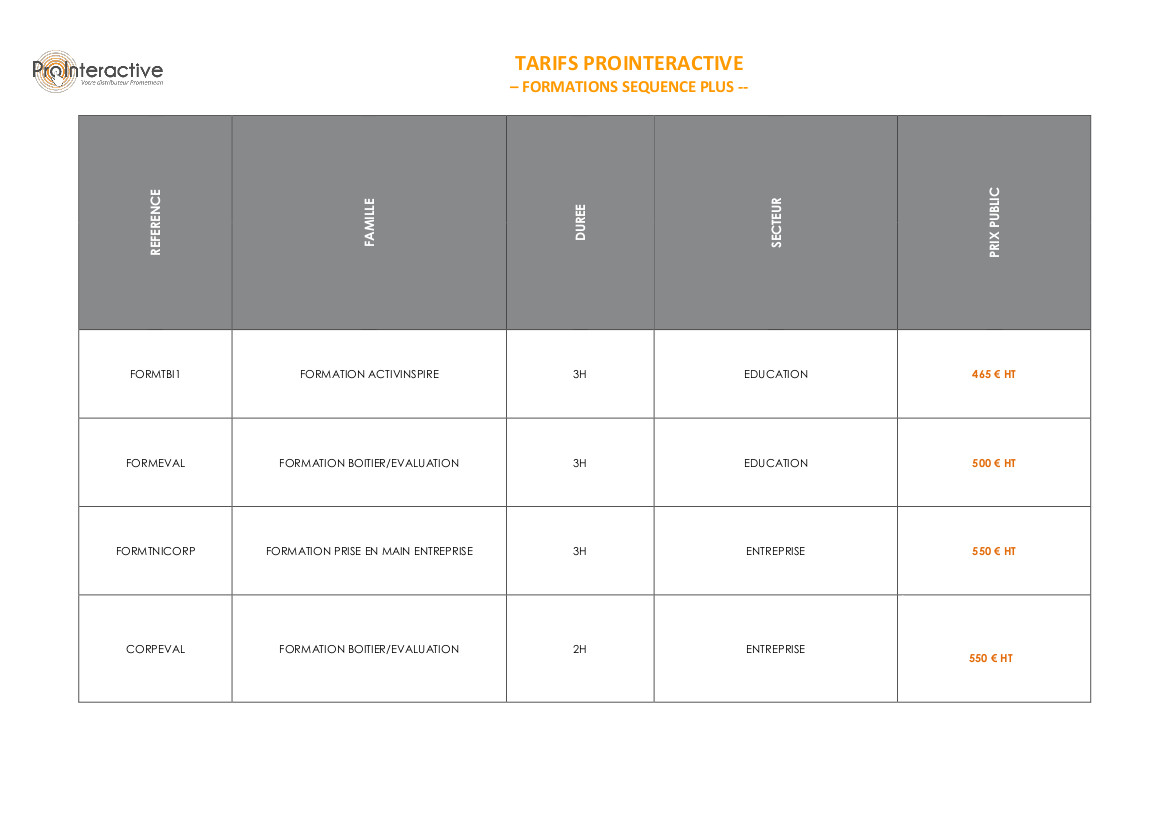 ProInteractive
Votre distributeur Promethean
TARIFS PROINTERACTIVE
– FORMATIONS SEQUENCE PLUS --
REFERENCE FAMILLE DUREE SECTEUR PRIX PUBLIC
FORMTBI1 FORMATION ACTIVINSPIRE 3H EDUCATION 465 € HT
FORMEVAL FORMATION BOITIER/EVALUATION 3H EDUCATION 500 € HT
FORMTNICORP FORMATION PRISE EN MAIN ENTREPRISE 3H ENTREPRISE 550 € HT
CORPEVAL FORMATION BOITIER/EVALUATION 2H ENTREPRISE 550 € HT